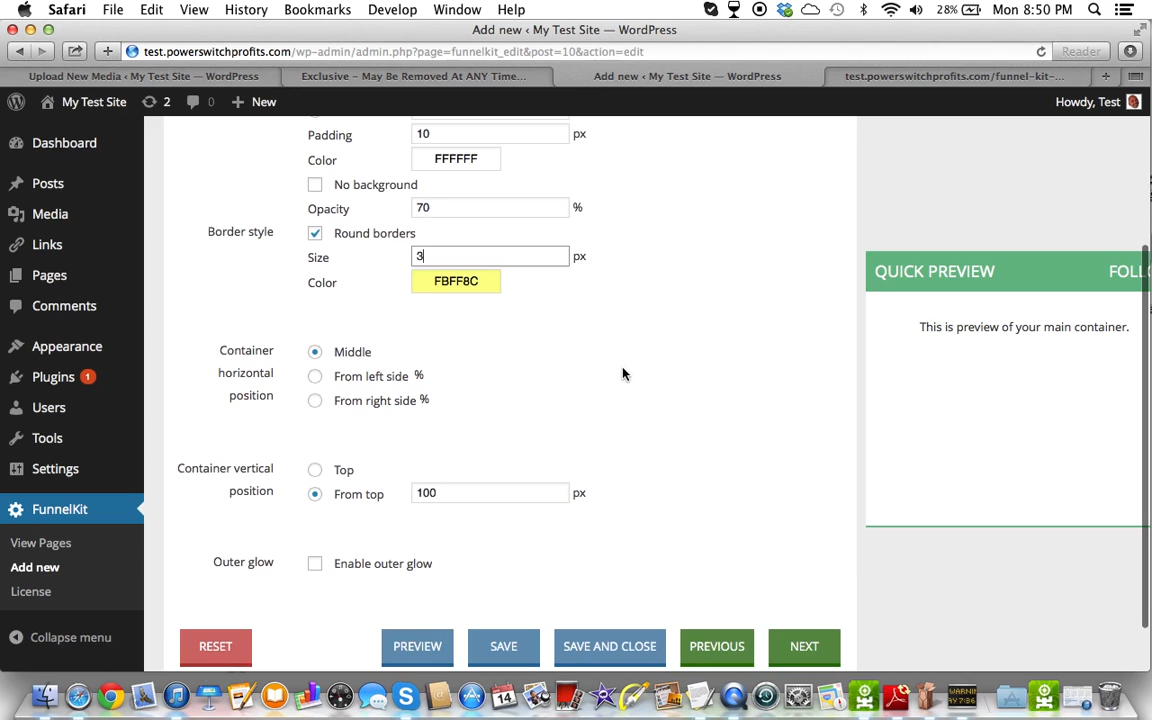 Safari File Edit View History Bookmarks Develop Window Help 28% Mon 8:50 PM
Add new ‹ My Test Site — WordPress
test.powerswitchprofits.com/wp-admin/admin.php?page=funnelkit_edit&post=10&action=edit Reader
Upload New Media ‹ My Test Site — WordPress Exclusive – May Be Removed At ANY Time... Add new ‹ My Test Site — WordPress test.powerswitchprofits.com/funnel-kit-...
My Test Site 2 0 New Howdy, Test
Dashboard
Posts
Media
Links
Pages
Comments
Appearance
Plugins 1
Users
Tools
Settings
FunnelKit
View Pages
Add new
License
Collapse menu
Padding 10 px
Color FFFFFF
No background
Opacity 70 %
Border style Round borders
Size 3 px
Color FBFF8C
Container horizontal position
Middle
From left side %
From right side %
Container vertical position
Top
From top 100 px
Outer glow Enable outer glow
RESET PREVIEW SAVE SAVE AND CLOSE PREVIOUS NEXT
QUICK PREVIEW FOLL
This is preview of your main container.